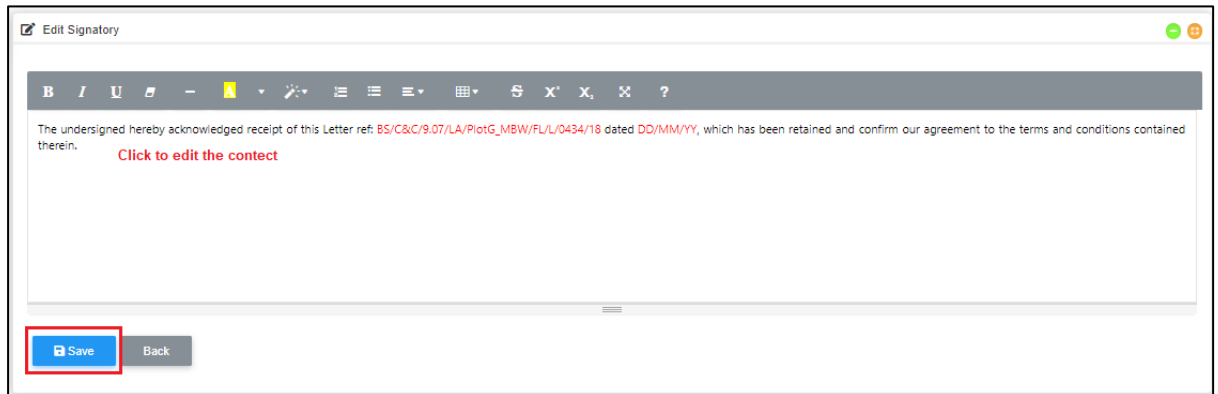 Edit Signatory
B I U A X² X₂ ?
The undersigned hereby acknowledged receipt of this Letter ref: BS/C&C/9.07/LA/PlotG_MBW/FL/L/0434/18 dated DD/MM/YY, which has been retained and confirm our agreement to the terms and conditions contained
therein.
Click to edit the contect
Save Back